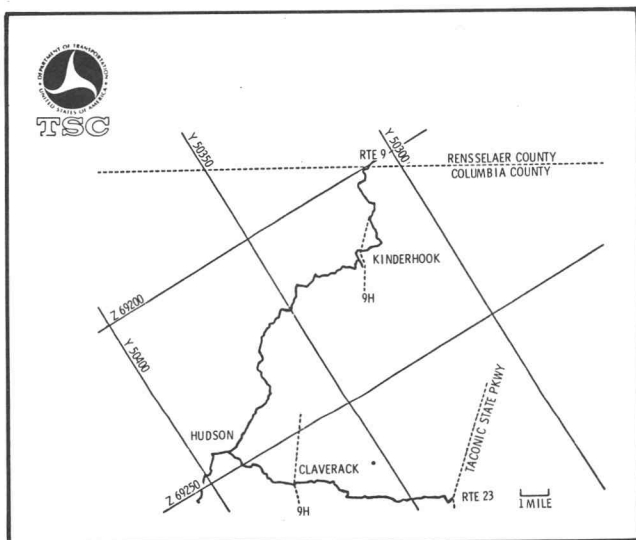 DEPARTMENT OF TRANSPORTATION
UNITED STATES OF AMERICA
TSC
Y 50350
RTE 9
Y 50300
RENSSELAER COUNTY
COLUMBIA COUNTY
KINDERHOOK
9H
Z 69200
Y 50400
TACONIC STATE PKWY
HUDSON
CLAVERACK
Z 69250
9H
RTE 23
1 MILE